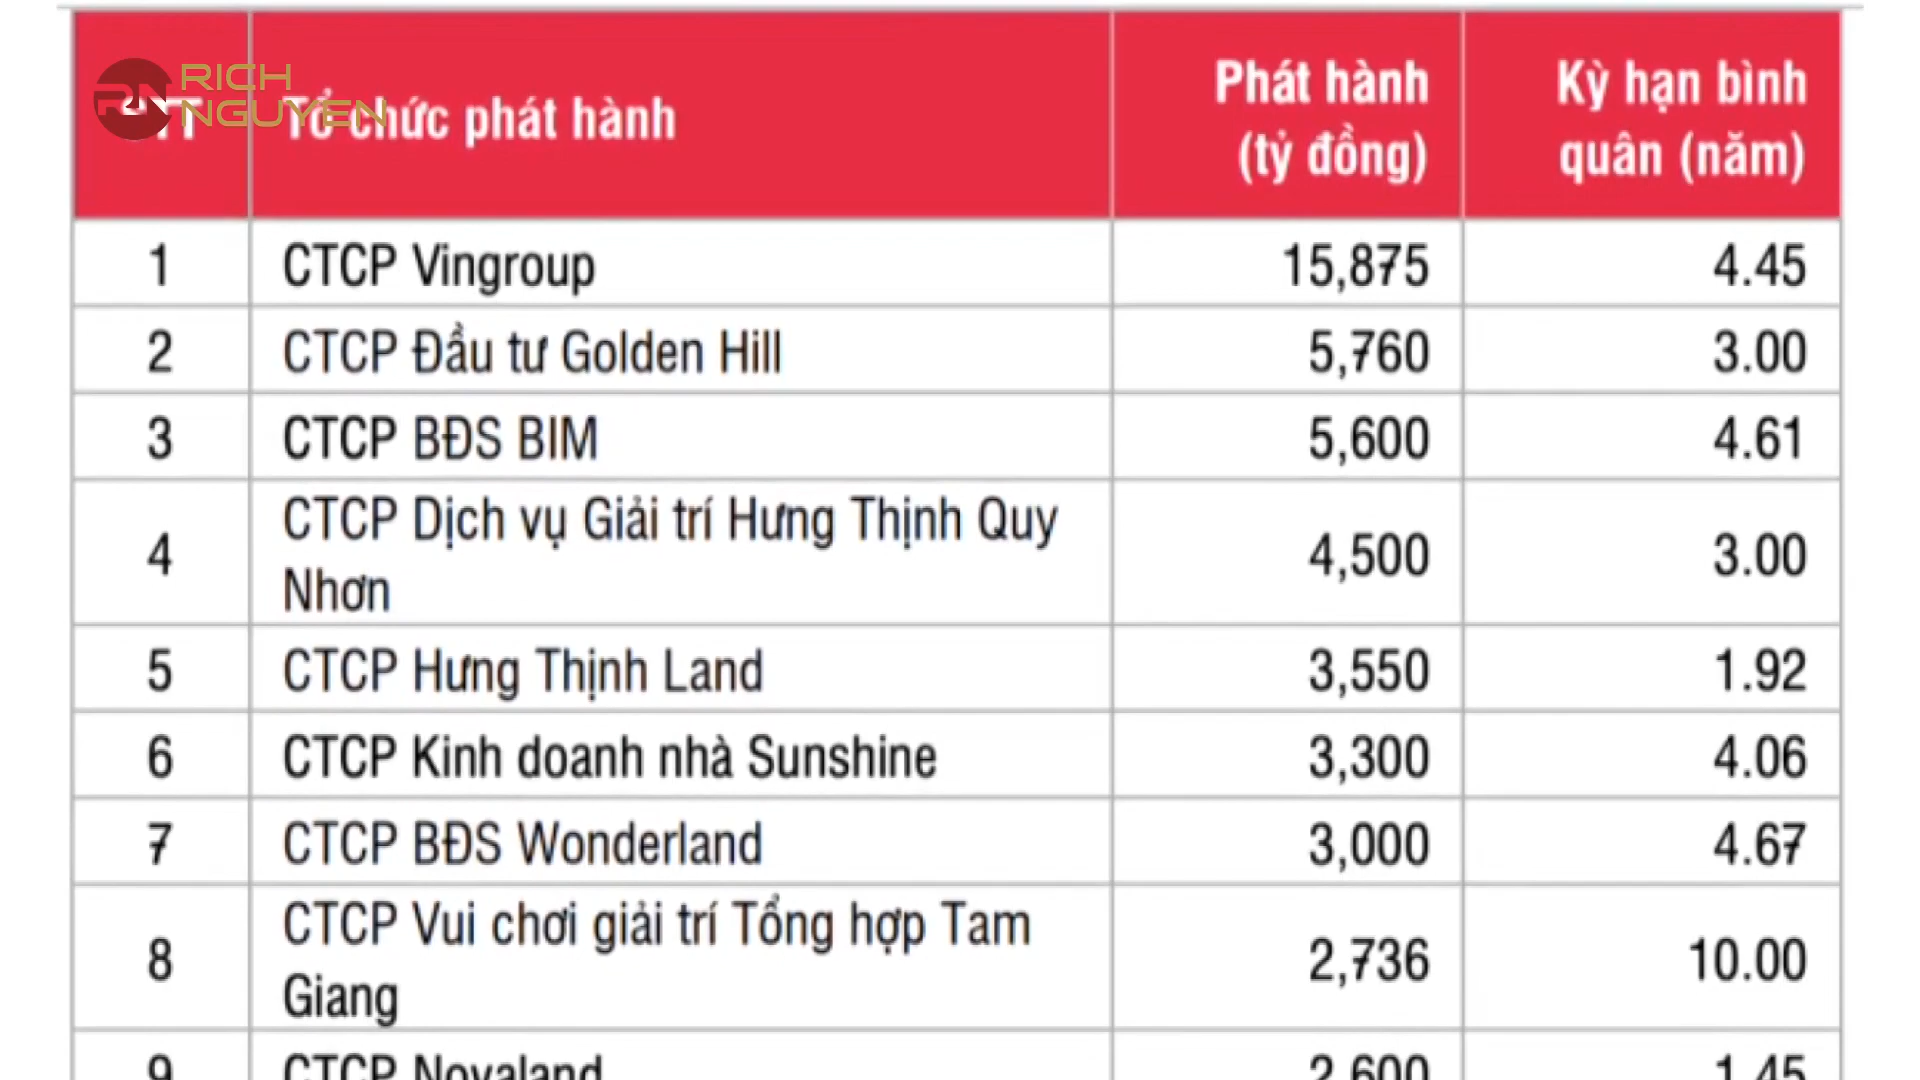 RICH
NGUYEN
STT
Tổ chức phát hành
Phát hành
(tỷ đồng)
Kỳ hạn bình
quân (năm)
1 CTCP Vingroup 15,875 4.45
2 CTCP Đầu tư Golden Hill 5,760 3.00
3 CTCP BĐS BIM 5,600 4.61
4 CTCP Dịch vụ Giải trí Hưng Thịnh Quy
Nhơn 4,500 3.00
5 CTCP Hưng Thịnh Land 3,550 1.92
6 CTCP Kinh doanh nhà Sunshine 3,300 4.06
7 CTCP BĐS Wonderland 3,000 4.67
8 CTCP Vui chơi giải trí Tổng hợp Tam
Giang 2,736 10.00
9 CTCP Novaland 2,600 1.45